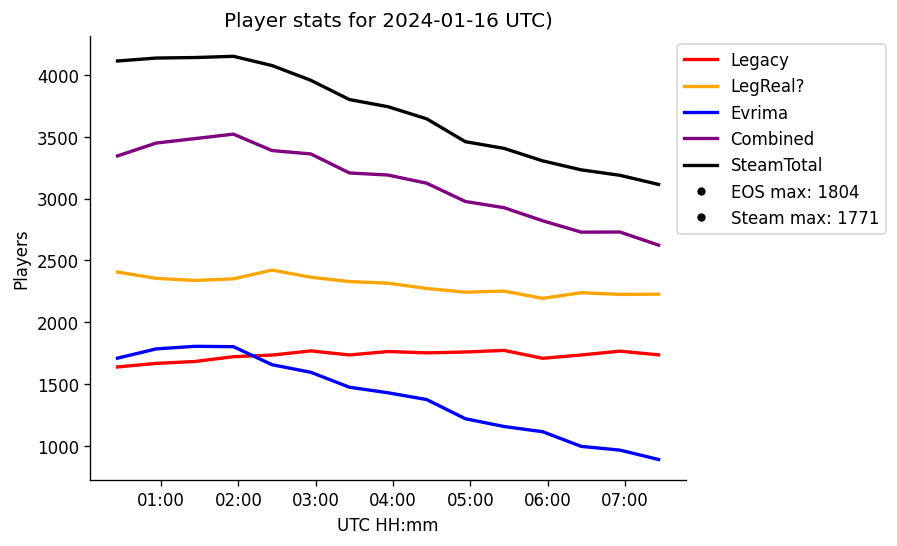 Player stats for 2024-01-16 UTC)
Legacy
LegReal?
Evrima
Combined
SteamTotal
EOS max: 1804
Steam max: 1771
Players
4000
3500
3000
2500
2000
1500
1000
01:00 02:00 03:00 04:00 05:00 06:00 07:00
UTC HH:mm